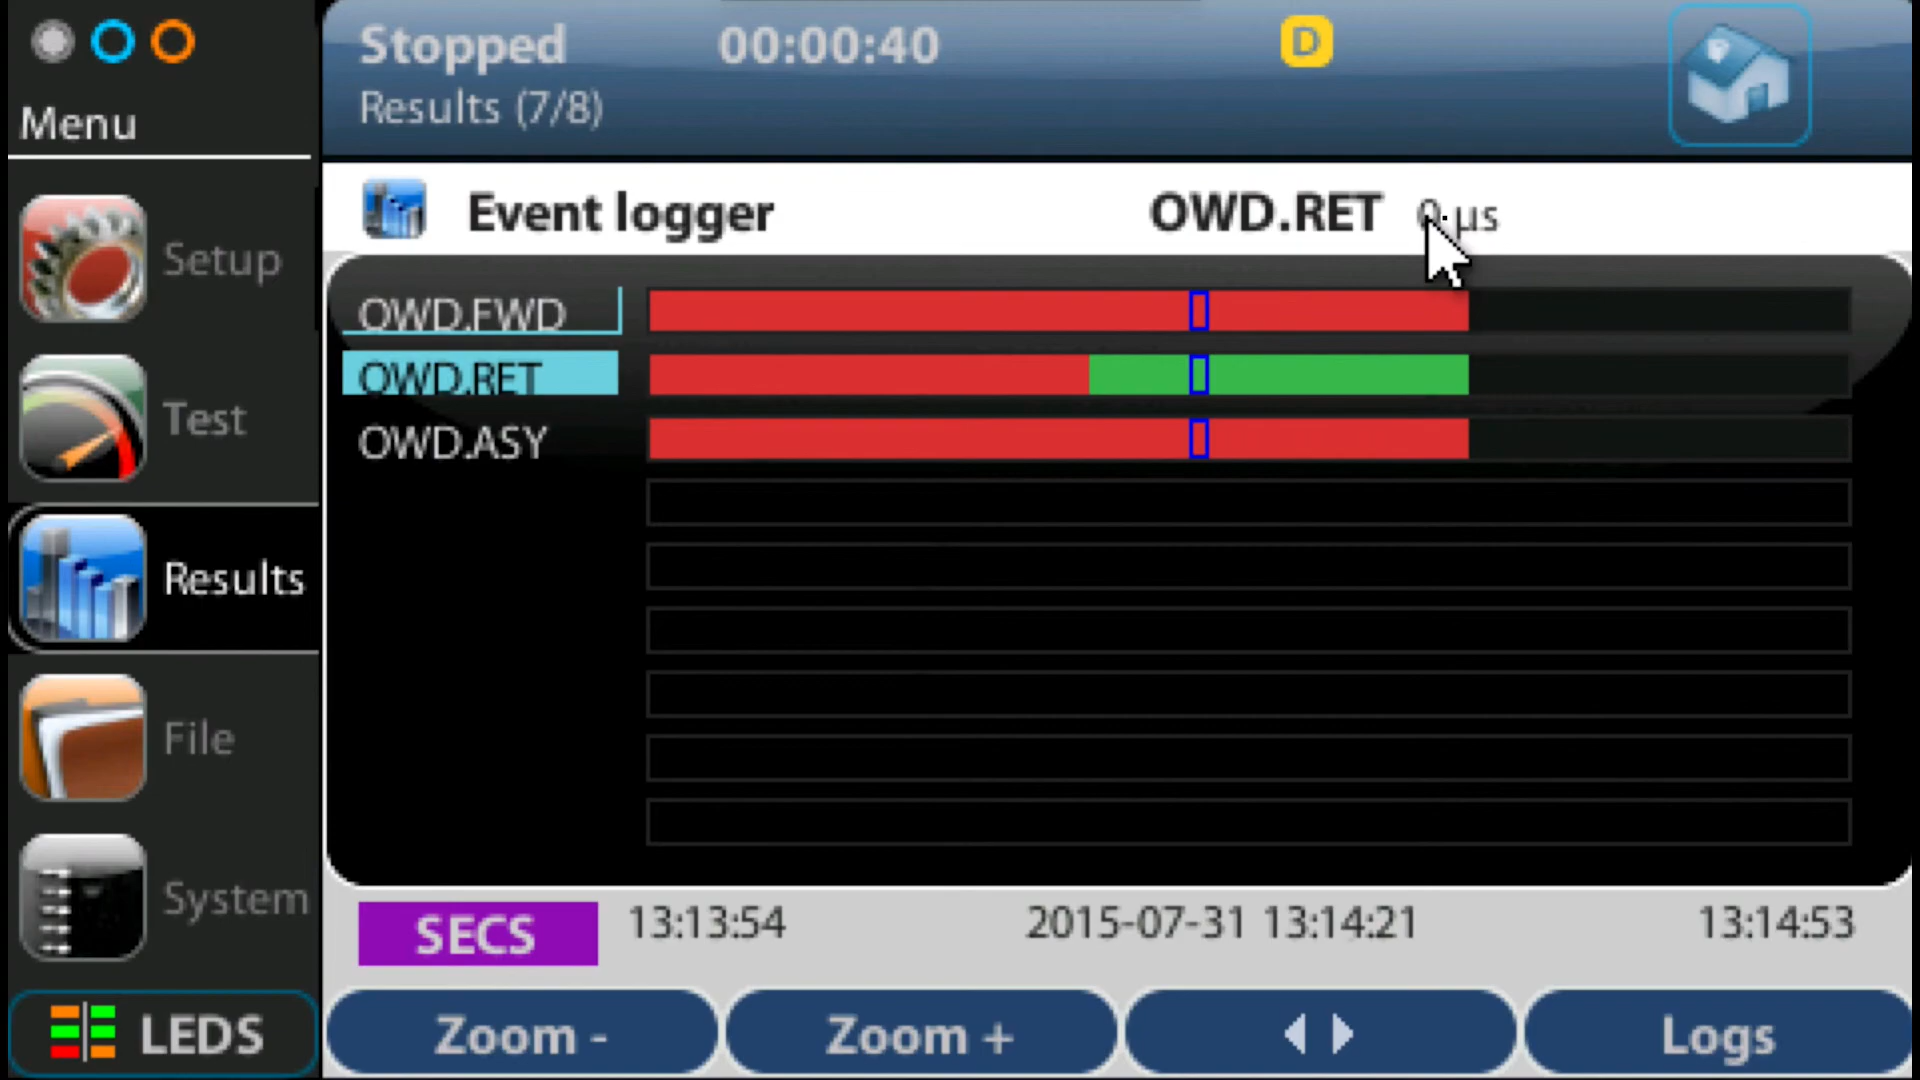 Menu
Setup
Test
Results
File
System
LEDS
Stopped 00:00:40 D
Results (7/8)
Event logger OWD.RET 0 µs
OWD.FWD
OWD.RET
OWD.ASY
SECS 13:13:54 2015-07-31 13:14:21 13:14:53
Zoom - Zoom + Logs